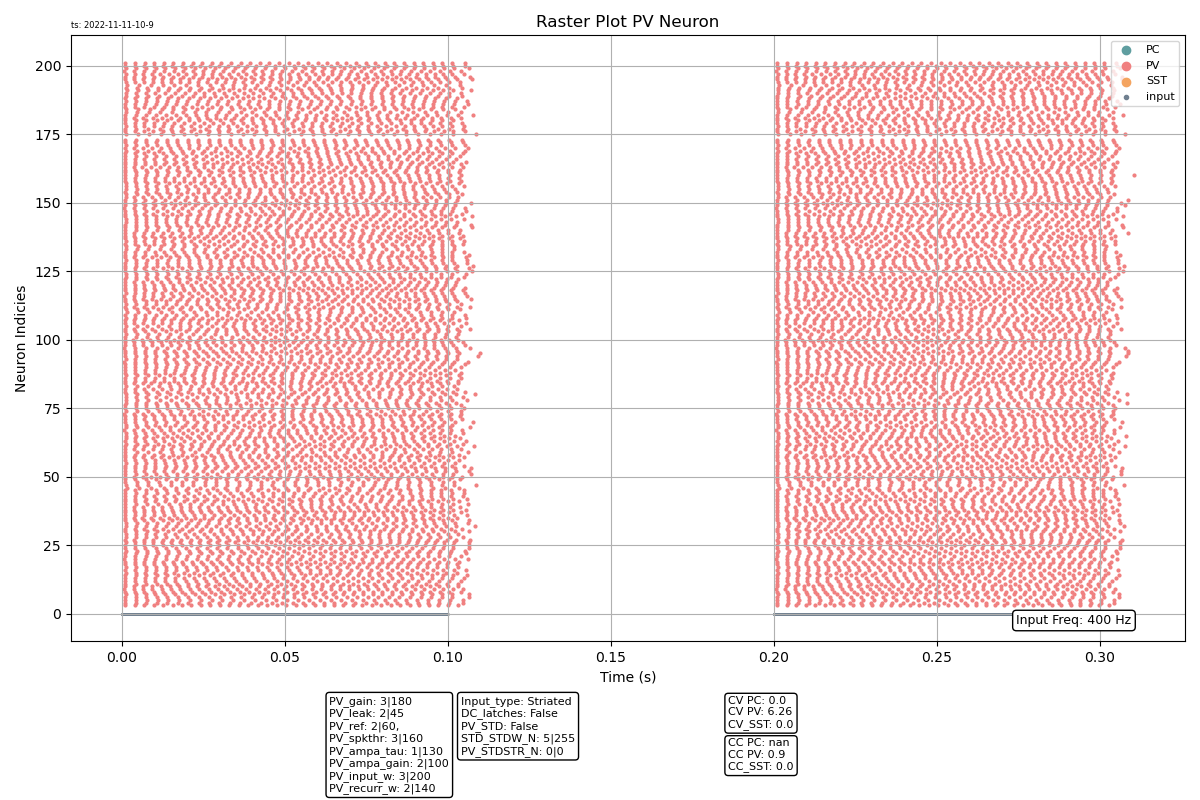 ts: 2022-11-11-10-9
Raster Plot PV Neuron
PC
PV
SST
input
200
175
150
125
100
75
50
25
0
Neuron Indicies
Input Freq: 400 Hz
0.00 0.05 0.10 0.15 0.20 0.25 0.30
Time (s)
PV_gain: 3|180
PV_leak: 2|45
PV_ref: 2|60,
PV_spkthr: 3|160
PV_ampa_tau: 1|130
PV_ampa_gain: 2|100
PV_input_w: 3|200
PV_recurr_w: 2|140
Input_type: Striated
DC_latches: False
PV_STD: False
STD_STDW_N: 5|255
PV_STDSTR_N: 0|0
CV PC: 0.0
CV PV: 6.26
CV_SST: 0.0
CC PC: nan
CC PV: 0.9
CC_SST: 0.0